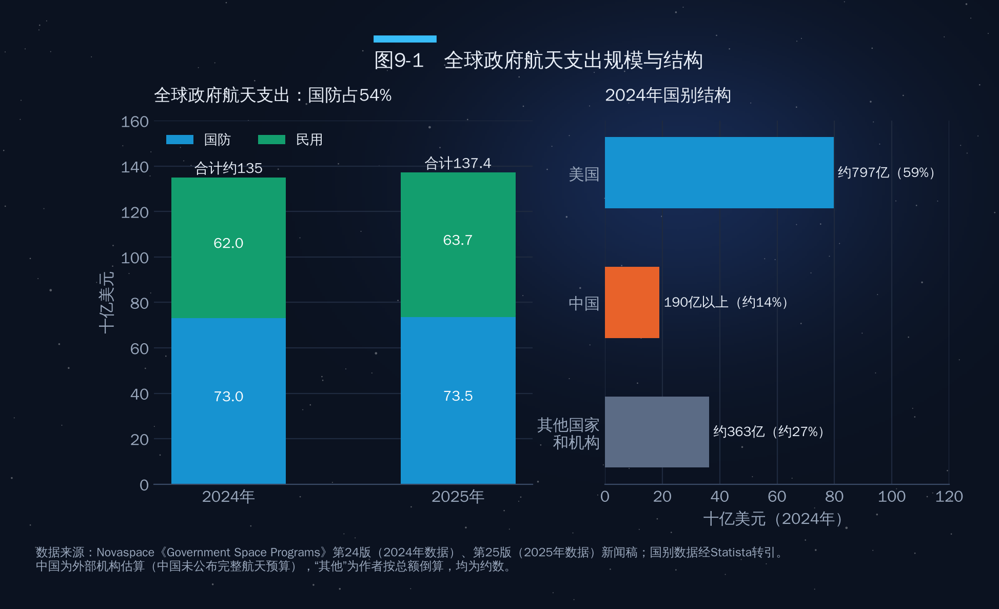 图9-1　全球政府航天支出规模与结构
全球政府航天支出：国防占54%
国防
民用
160
140
120
100
80
60
40
20
0
十亿美元
合计约135
62.0
73.0
合计137.4
63.7
73.5
2024年
2025年
2024年国别结构
美国
约797亿（59%）
中国
190亿以上（约14%）
其他国家
和机构
约363亿（约27%）
0
20
40
60
80
100
120
十亿美元（2024年）
数据来源：Novaspace《Government Space Programs》第24版（2024年数据）、第25版（2025年数据）新闻稿；国别数据经Statista转引。
中国为外部机构估算（中国未公布完整航天预算），“其他”为作者按总额倒算，均为约数。